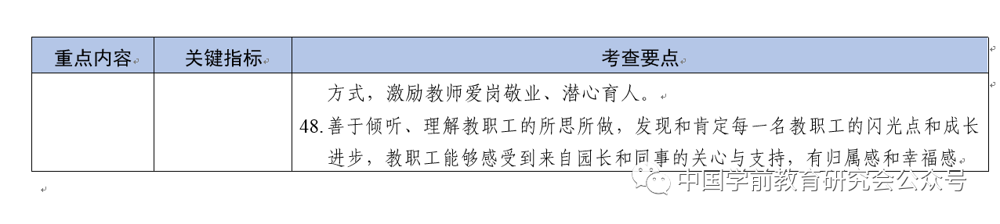 重点内容 关键指标 考查要点
方式，激励教师爱岗敬业、潜心育人。
48.善于倾听、理解教职工的所思所做，发现和肯定每一名教职工的闪光点和成长
进步，教职工能够感受到来自园长和同事的关心与支持，有归属感和幸福感
中国学前教育研究会公众号